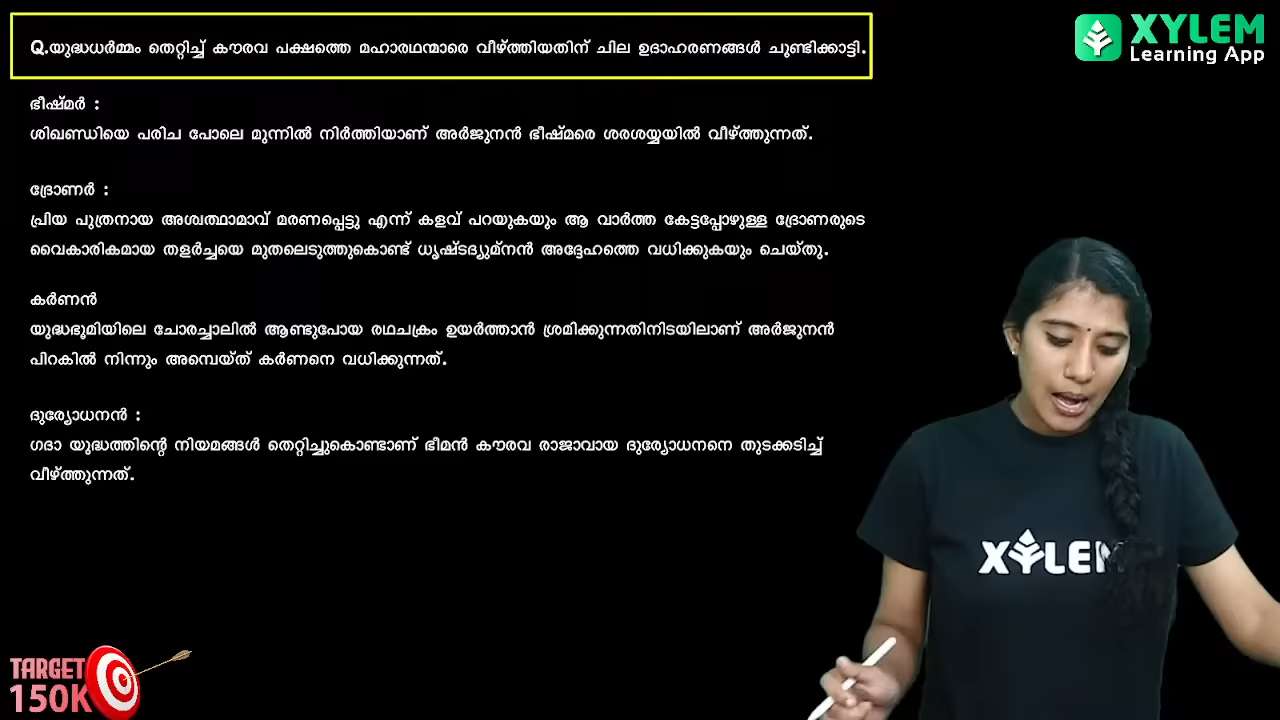 Q.യുദ്ധധർമ്മം തെറ്റിച്ച് കൗരവ പക്ഷത്തെ മഹാരഥന്മാരെ വീഴ്ത്തിയതിന് ചില ഉദാഹരണങ്ങൾ ചൂണ്ടിക്കാട്ടി.
XYLEM
Learning App
ഭീഷ്മർ :
ശിഖണ്ഡിയെ പരിച പോലെ മുന്നിൽ നിർത്തിയാണ് അർജുനൻ ഭീഷ്മരെ ശരശയ്യയിൽ വീഴ്ത്തുന്നത്.
ദ്രോണർ :
പ്രിയ പുത്രനായ അശ്വത്ഥാമാവ് മരണപ്പെട്ടു എന്ന് കളവ് പറയുകയും ആ വാർത്ത കേട്ടപ്പോഴുള്ള ദ്രോണരുടെ
വൈകാരികമായ തളർച്ചയെ മുതലെടുത്തുകൊണ്ട് ധൃഷ്ടദ്യുമ്നൻ അദ്ദേഹത്തെ വധിക്കുകയും ചെയ്തു.
കർണൻ
യുദ്ധഭൂമിയിലെ ചോരച്ചാലിൽ ആണ്ടുപോയ രഥചക്രം ഉയർത്താൻ ശ്രമിക്കുന്നതിനിടയിലാണ് അർജുനൻ
പിറകിൽ നിന്നും അമ്പെയ്ത് കർണനെ വധിക്കുന്നത്.
ദുര്യോധനൻ :
ഗദാ യുദ്ധത്തിന്റെ നിയമങ്ങൾ തെറ്റിച്ചുകൊണ്ടാണ് ഭീമൻ കൗരവ രാജാവായ ദുര്യോധനനെ തുടക്കടിച്ച്
വീഴ്ത്തുന്നത്.
XYLEM
TARGET
150K